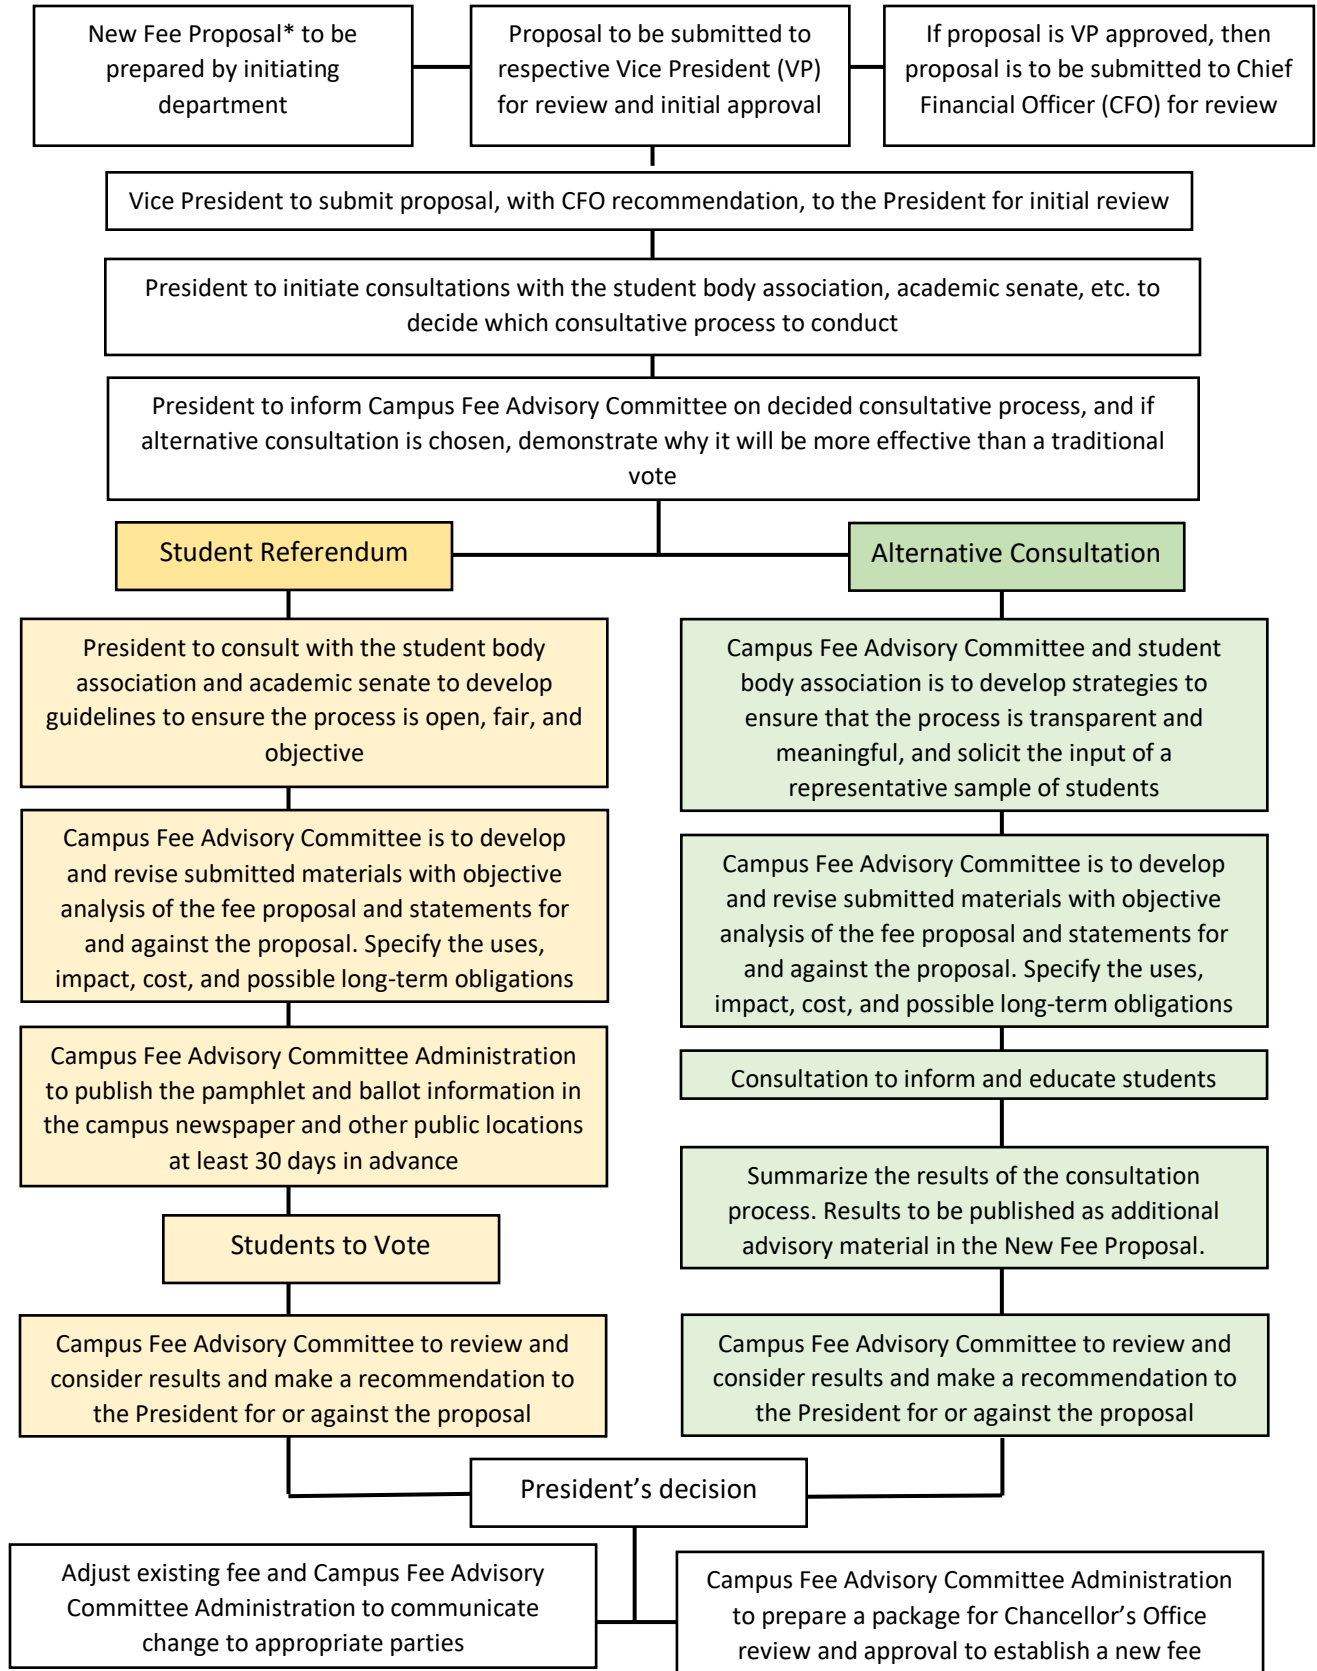 New Fee Proposal* to be
prepared by initiating
department
Proposal to be submitted to
respective Vice President (VP)
for review and initial approval
If proposal is VP approved, then
proposal is to be submitted to Chief
Financial Officer (CFO) for review
Vice President to submit proposal, with CFO recommendation, to the President for initial review
President to initiate consultations with the student body association, academic senate, etc. to
decide which consultative process to conduct
President to inform Campus Fee Advisory Committee on decided consultative process, and if
alternative consultation is chosen, demonstrate why it will be more effective than a traditional
vote
Student Referendum
President to consult with the student body
association and academic senate to develop
guidelines to ensure the process is open, fair, and
objective
Campus Fee Advisory Committee is to develop
and revise submitted materials with objective
analysis of the fee proposal and statements for
and against the proposal. Specify the uses,
impact, cost, and possible long-term obligations
Campus Fee Advisory Committee Administration
to publish the pamphlet and ballot information in
the campus newspaper and other public locations
at least 30 days in advance
Students to Vote
Campus Fee Advisory Committee to review and
consider results and make a recommendation to
the President for or against the proposal
Alternative Consultation
Campus Fee Advisory Committee and student
body association is to develop strategies to
ensure that the process is transparent and
meaningful, and solicit the input of a
representative sample of students
Campus Fee Advisory Committee is to develop
and revise submitted materials with objective
analysis of the fee proposal and statements for
and against the proposal. Specify the uses,
impact, cost, and possible long-term obligations
Consultation to inform and educate students
Summarize the results of the consultation
process. Results to be published as additional
advisory material in the New Fee Proposal.
Campus Fee Advisory Committee to review and
consider results and make a recommendation to
the President for or against the proposal
President’s decision
Adjust existing fee and Campus Fee Advisory
Committee Administration to communicate
change to appropriate parties
Campus Fee Advisory Committee Administration
to prepare a package for Chancellor’s Office
review and approval to establish a new fee